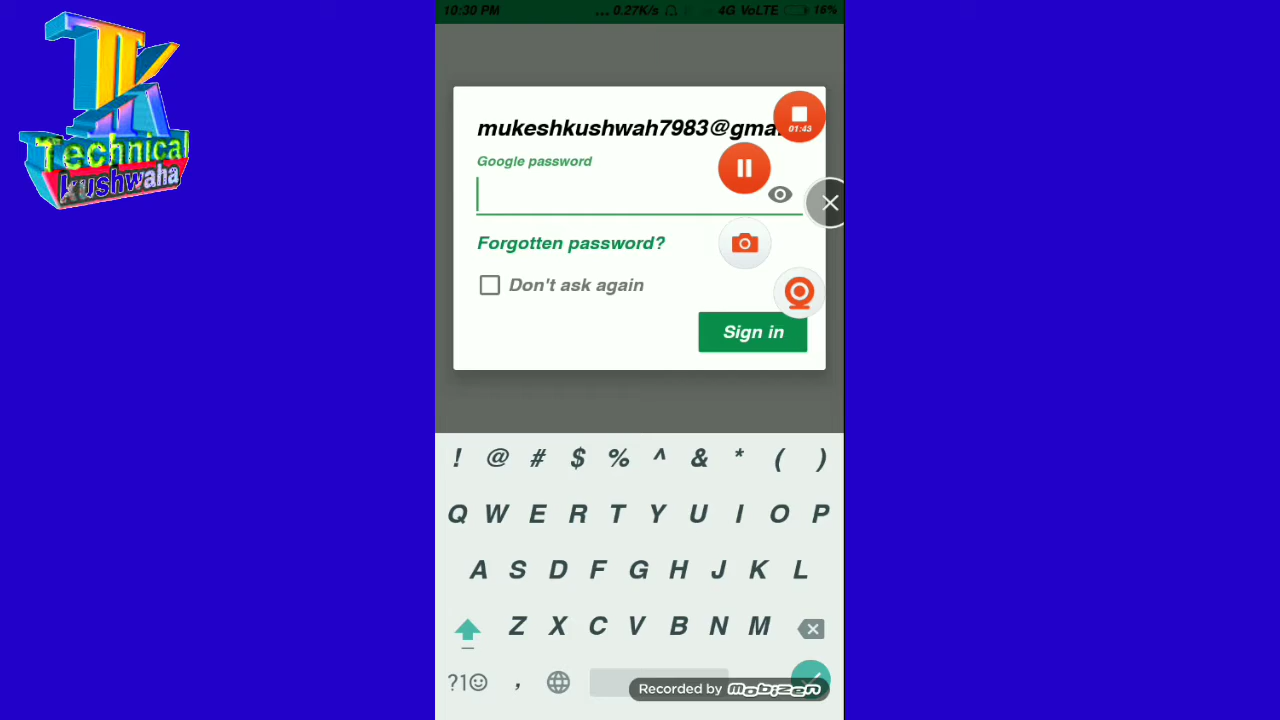 10:30 PM ... 0.27K/s 4G VoLTE 16%
TK
Technical
kushwaha
mukeshkushwah7983@gma
01:43
Google password
Forgotten password?
Don't ask again
Sign in
! @ # $ % ^ & * ( )
Q W E R T Y U I O P
A S D F G H J K L
Z X C V B N M
?1☺ ,
Recorded by mobizen